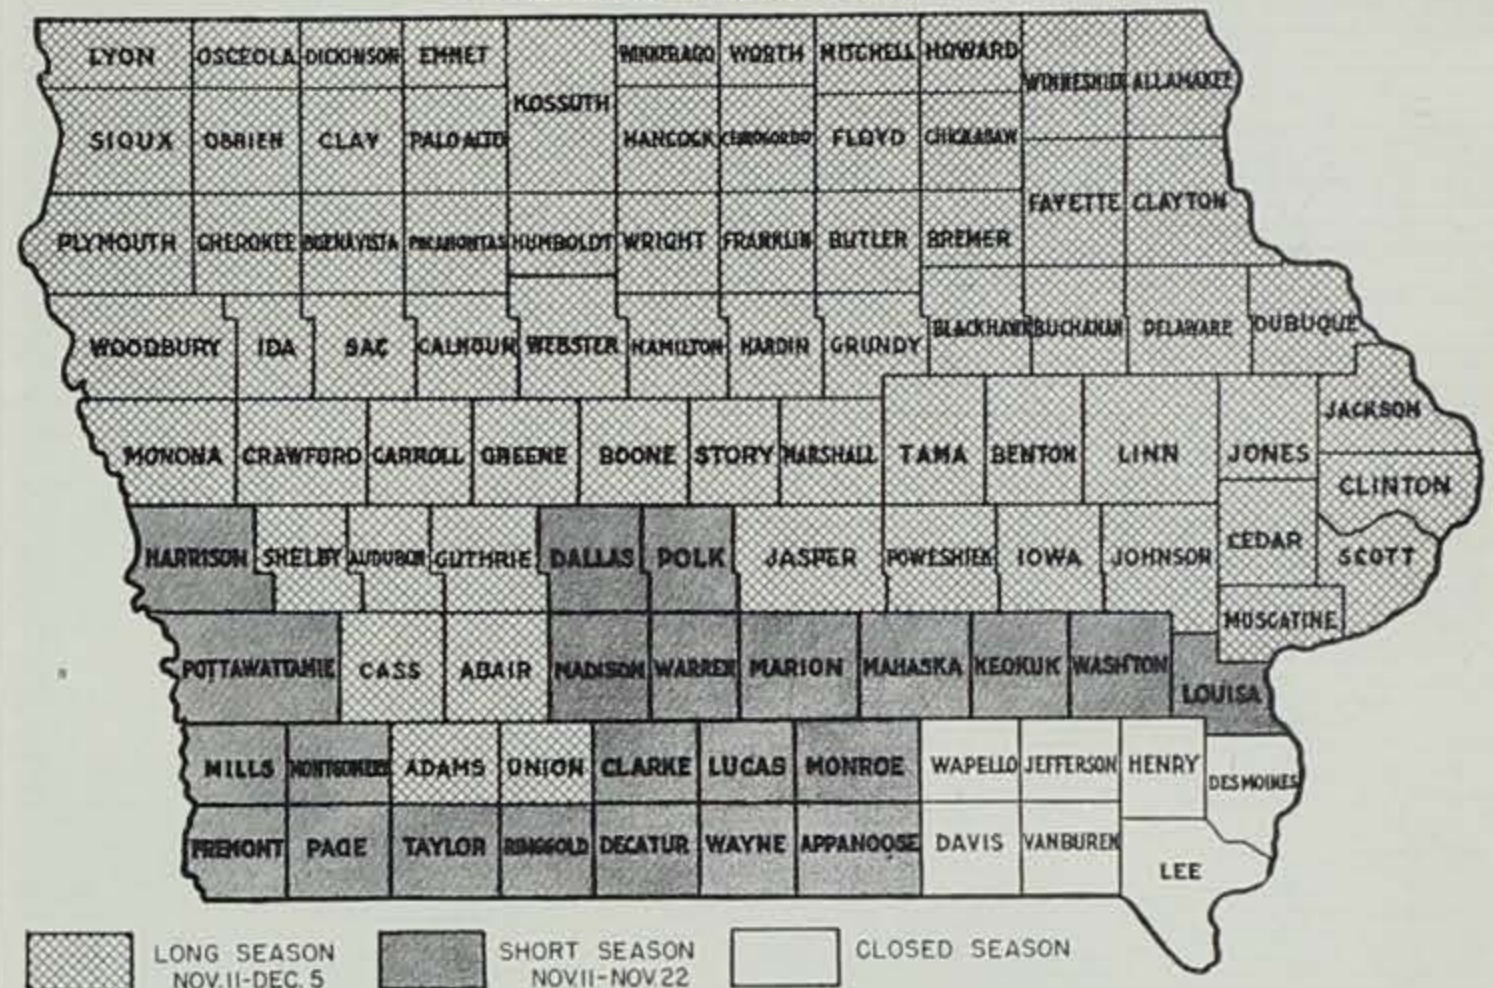 LYON OSCEOLA DICKINSON EMMET WINNEBAGO WORTH MITCHELL HOWARD
KOSSUTH WINNESHIEK ALLAMAKEE
SIOUX OBRIEN CLAY PALO ALTO HANCOCK CERROGORDO FLOYD CHICKASAW
FAYETTE CLAYTON
PLYMOUTH CHEROKEE BUENA VISTA POCAHONTAS HUMBOLDT WRIGHT FRANKLIN BUTLER BREMER
BLACKHAWK BUCHANAN DELAWARE DUBUQUE
WOODBURY IDA SAC CALHOUN WEBSTER HAMILTON HARDIN GRUNDY
JACKSON
MONONA CRAWFORD CARROLL GREENE BOONE STORY MARSHALL TAMA BENTON LINN JONES
CLINTON
HARRISON SHELBY AUDUBON GUTHRIE DALLAS POLK JASPER POWESHIEK IOWA JOHNSON CEDAR SCOTT
MUSCATINE
POTTAWATTAMIE CASS ADAIR MADISON WARREN MARION MAHASKA KEOKUK WASH'TON
LOUISA
MILLS MONTGOMERY ADAMS UNION CLARKE LUCAS MONROE WAPELLO JEFFERSON HENRY
DES MOINES
FREMONT PAGE TAYLOR RINGGOLD DECATUR WAYNE APPANOOSE DAVIS VAN BUREN
LEE
LONG SEASON SHORT SEASON CLOSED SEASON
NOV.11-DEC. 5 NOV.11-NOV.22